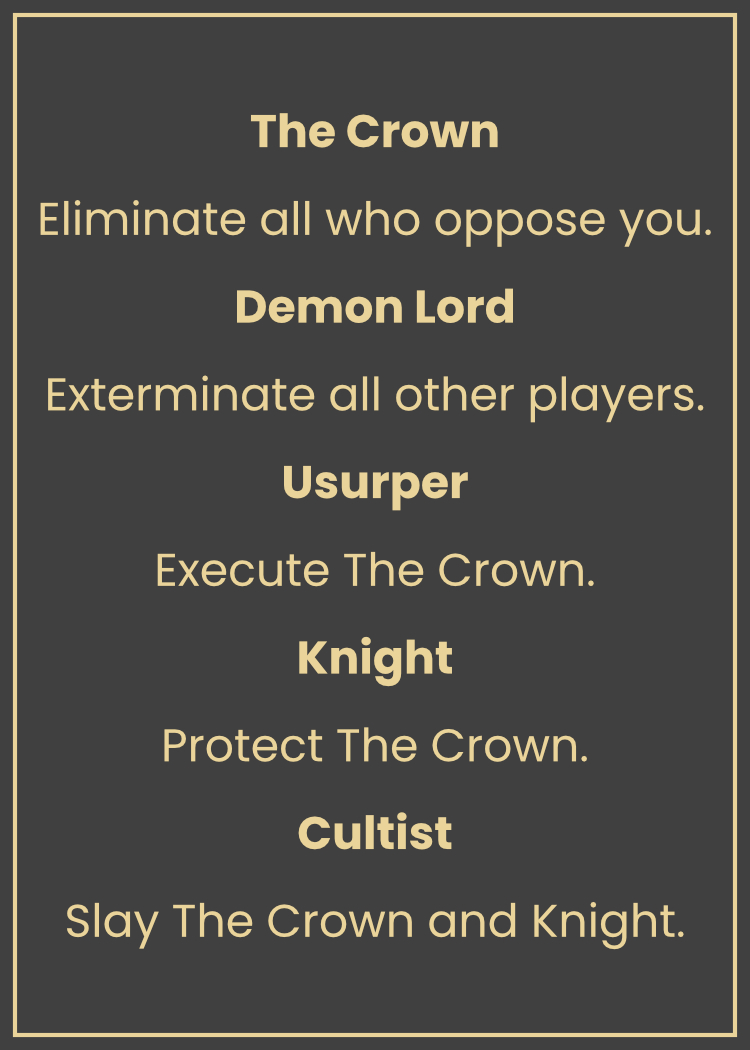 The Crown
Eliminate all who oppose you.
Demon Lord
Exterminate all other players.
Usurper
Execute The Crown.
Knight
Protect The Crown.
Cultist
Slay The Crown and Knight.